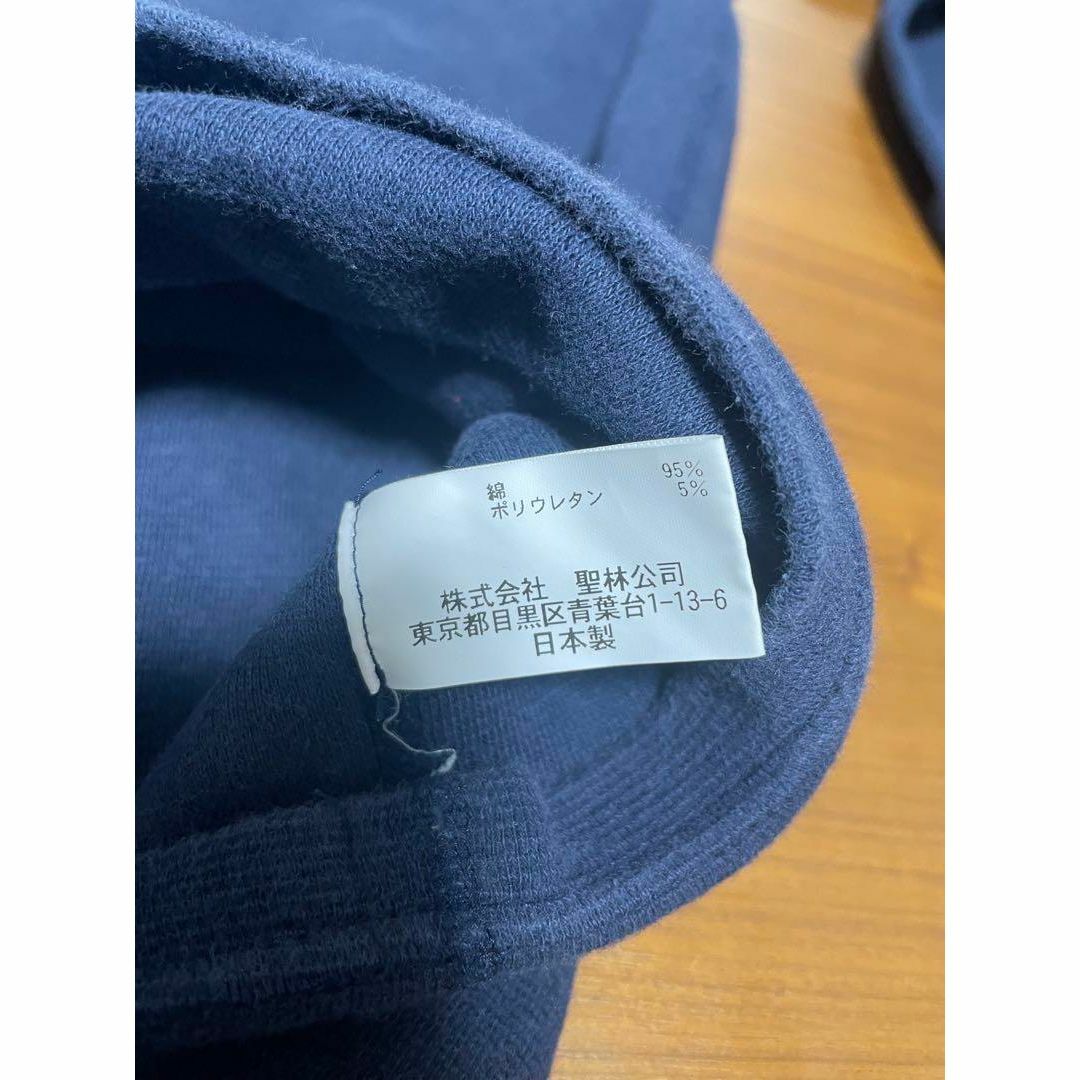 綿 95%
ポリウレタン 5%
株式会社 聖林公司
東京都目黒区青葉台1-13-6
日本製